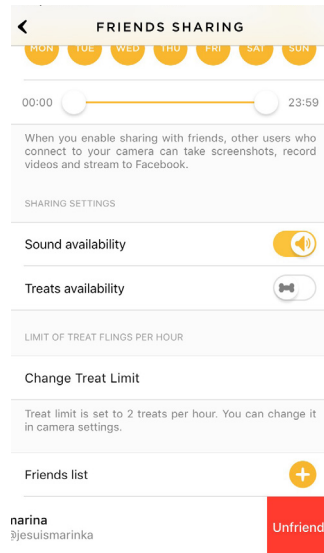 FRIENDS SHARING
MON TUE WED THU FRI SAT SUN
00:00 23:59
When you enable sharing with friends, other users who
connect to your camera can take screenshots, record
videos and stream to Facebook.
SHARING SETTINGS
Sound availability
Treats availability
LIMIT OF TREAT FLINGS PER HOUR
Change Treat Limit
Treat limit is set to 2 treats per hour. You can change it
in camera settings.
Friends list
marina
@jesuismarinka
Unfriend